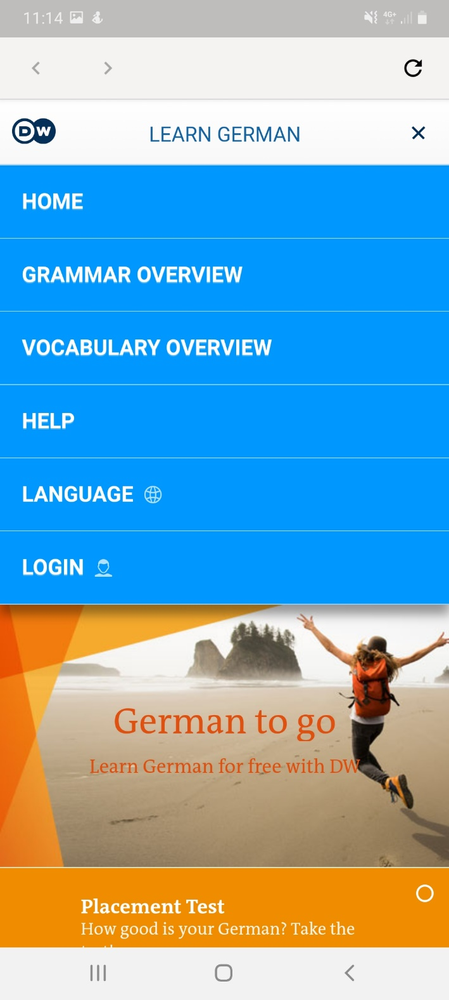 11:14
4G+
DW
LEARN GERMAN
HOME
GRAMMAR OVERVIEW
VOCABULARY OVERVIEW
HELP
LANGUAGE
LOGIN
German to go
Learn German for free with DW
Placement Test
How good is your German? Take the